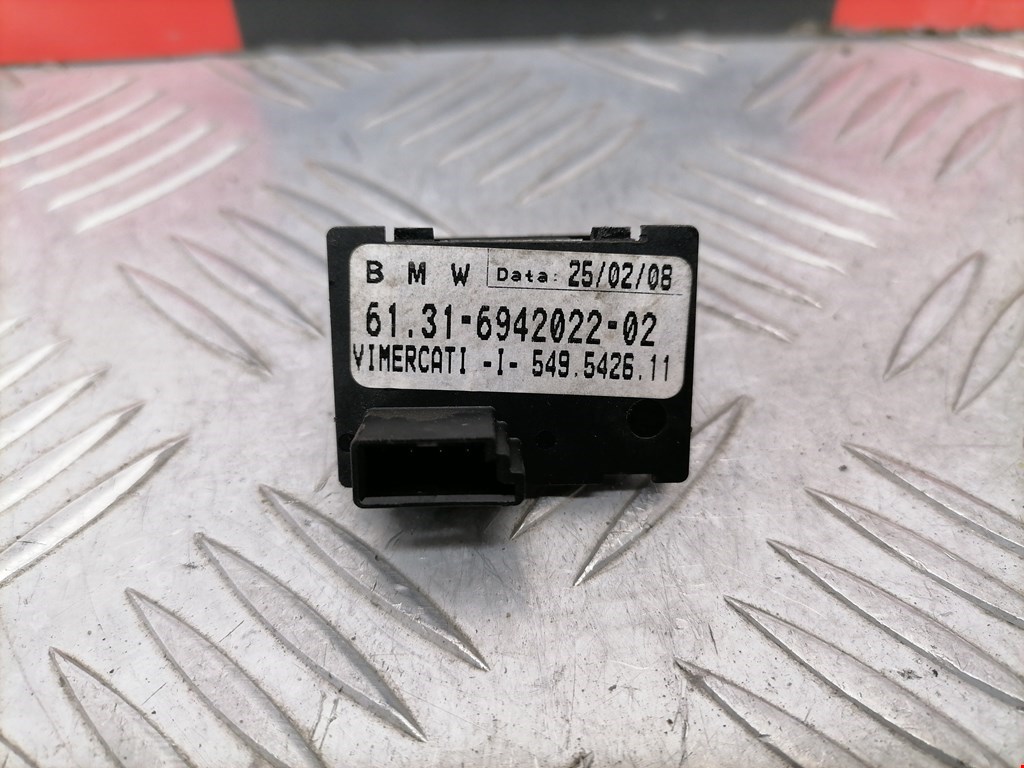 B M W Data: 25/02/08
61.31-6942022-02
VIMERCATI -I- 549.5426.11